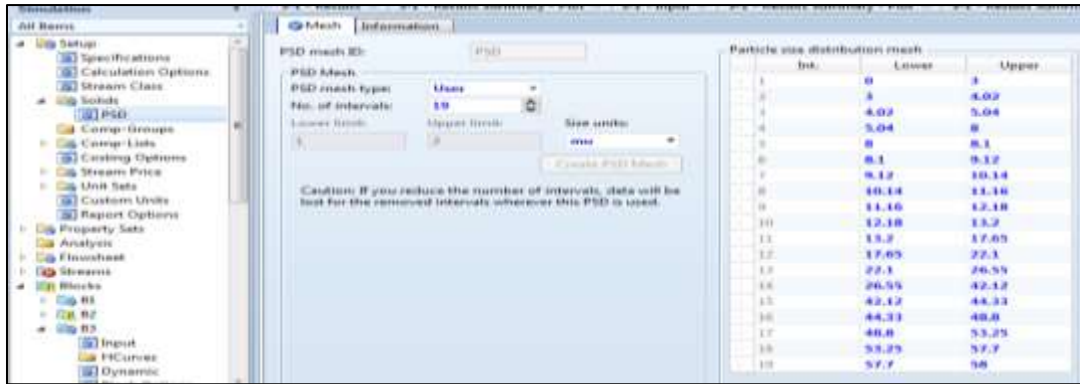 Simulation
All Items
Setup
Specifications
Calculation Options
Stream Class
Solids
PSD
Comp-Groups
Comp-Lists
Costing Options
Stream Price
Unit Sets
Custom Units
Report Options
Property Sets
Analysis
Flowsheet
Streams
Blocks
B1
B2
B3
Input
HCurves
Dynamic
Mesh Information
PSD mesh ID: PSD
PSD Mesh
PSD mesh type: User
No. of intervals: 19
Lower limit: Upper limit: Size units:
mu
Create PSD Mesh
Caution: If you reduce the number of intervals, data will be
lost for the removed intervals wherever this PSD is used.
Particle size distribution mesh
Int. Lower Upper
1 0 3
2 3 4.02
3 4.02 5.04
4 5.04 8
5 8 8.1
6 8.1 9.12
7 9.12 10.14
8 10.14 11.16
9 11.16 12.18
10 12.18 13.2
11 13.2 17.65
12 17.65 22.1
13 22.1 26.55
14 26.55 42.12
15 42.12 44.33
16 44.33 48.8
17 48.8 53.25
18 53.25 57.7
19 57.7 58